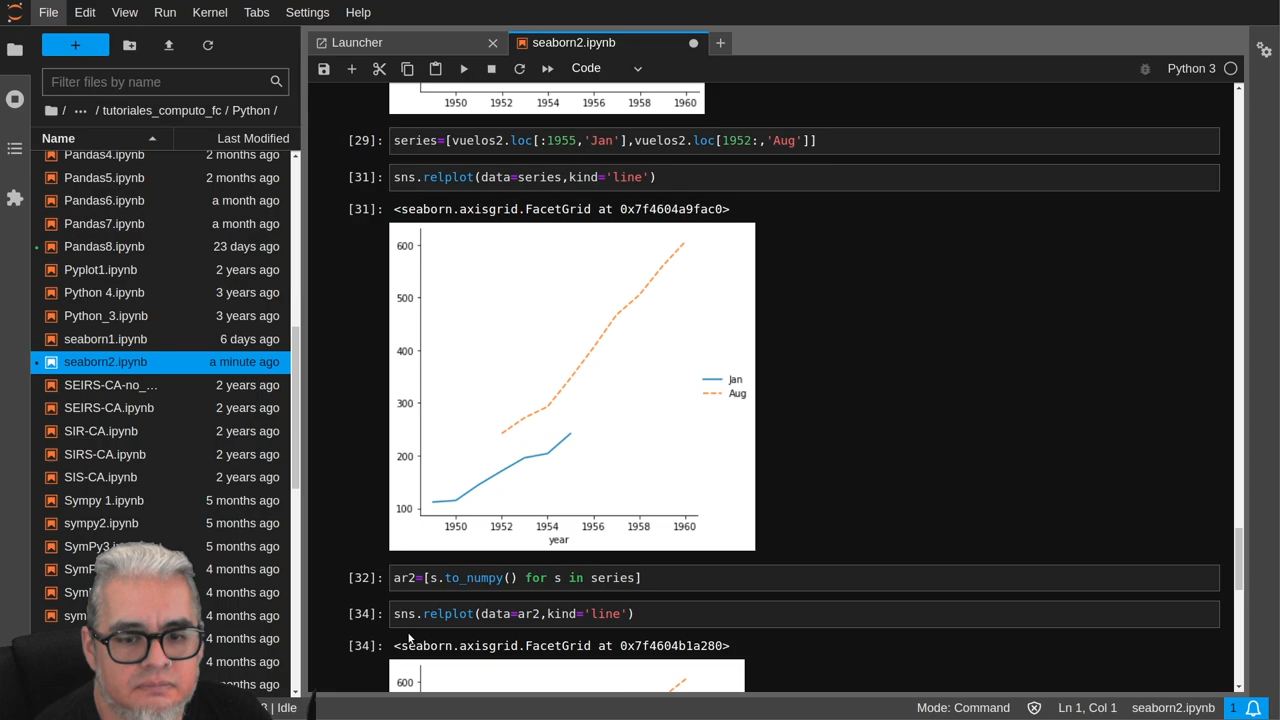 File Edit View Run Kernel Tabs Settings Help
+
Filter files by name
/ ... / tutoriales_computo_fc / Python /
Name Last Modified
Pandas4.ipynb 2 months ago
Pandas5.ipynb 2 months ago
Pandas6.ipynb a month ago
Pandas7.ipynb a month ago
Pandas8.ipynb 23 days ago
Pyplot1.ipynb 2 years ago
Python 4.ipynb 3 years ago
Python_3.ipynb 3 years ago
seaborn1.ipynb 6 days ago
seaborn2.ipynb a minute ago
SEIRS-CA-no_... 2 years ago
SEIRS-CA.ipynb 2 years ago
SIR-CA.ipynb 2 years ago
SIRS-CA.ipynb 2 years ago
SIS-CA.ipynb 2 years ago
Sympy 1.ipynb 5 months ago
sympy2.ipynb 5 months ago
5 months ago
4 months ago
4 months ago
4 months ago
4 months ago
4 months ago
Launcher
seaborn2.ipynb
Code
Python 3
1950 1952 1954 1956 1958 1960
[29]: series=[vuelos2.loc[:1955,'Jan'],vuelos2.loc[1952:,'Aug']]
[31]: sns.relplot(data=series,kind='line')
[31]: <seaborn.axisgrid.FacetGrid at 0x7f4604a9fac0>
600
500
400
300
200
100
Jan
Aug
1950 1952 1954 1956 1958 1960
year
[32]: ar2=[s.to_numpy() for s in series]
[34]: sns.relplot(data=ar2,kind='line')
[34]: <seaborn.axisgrid.FacetGrid at 0x7f4604b1a280>
600
| Idle
Mode: Command Ln 1, Col 1 seaborn2.ipynb 1